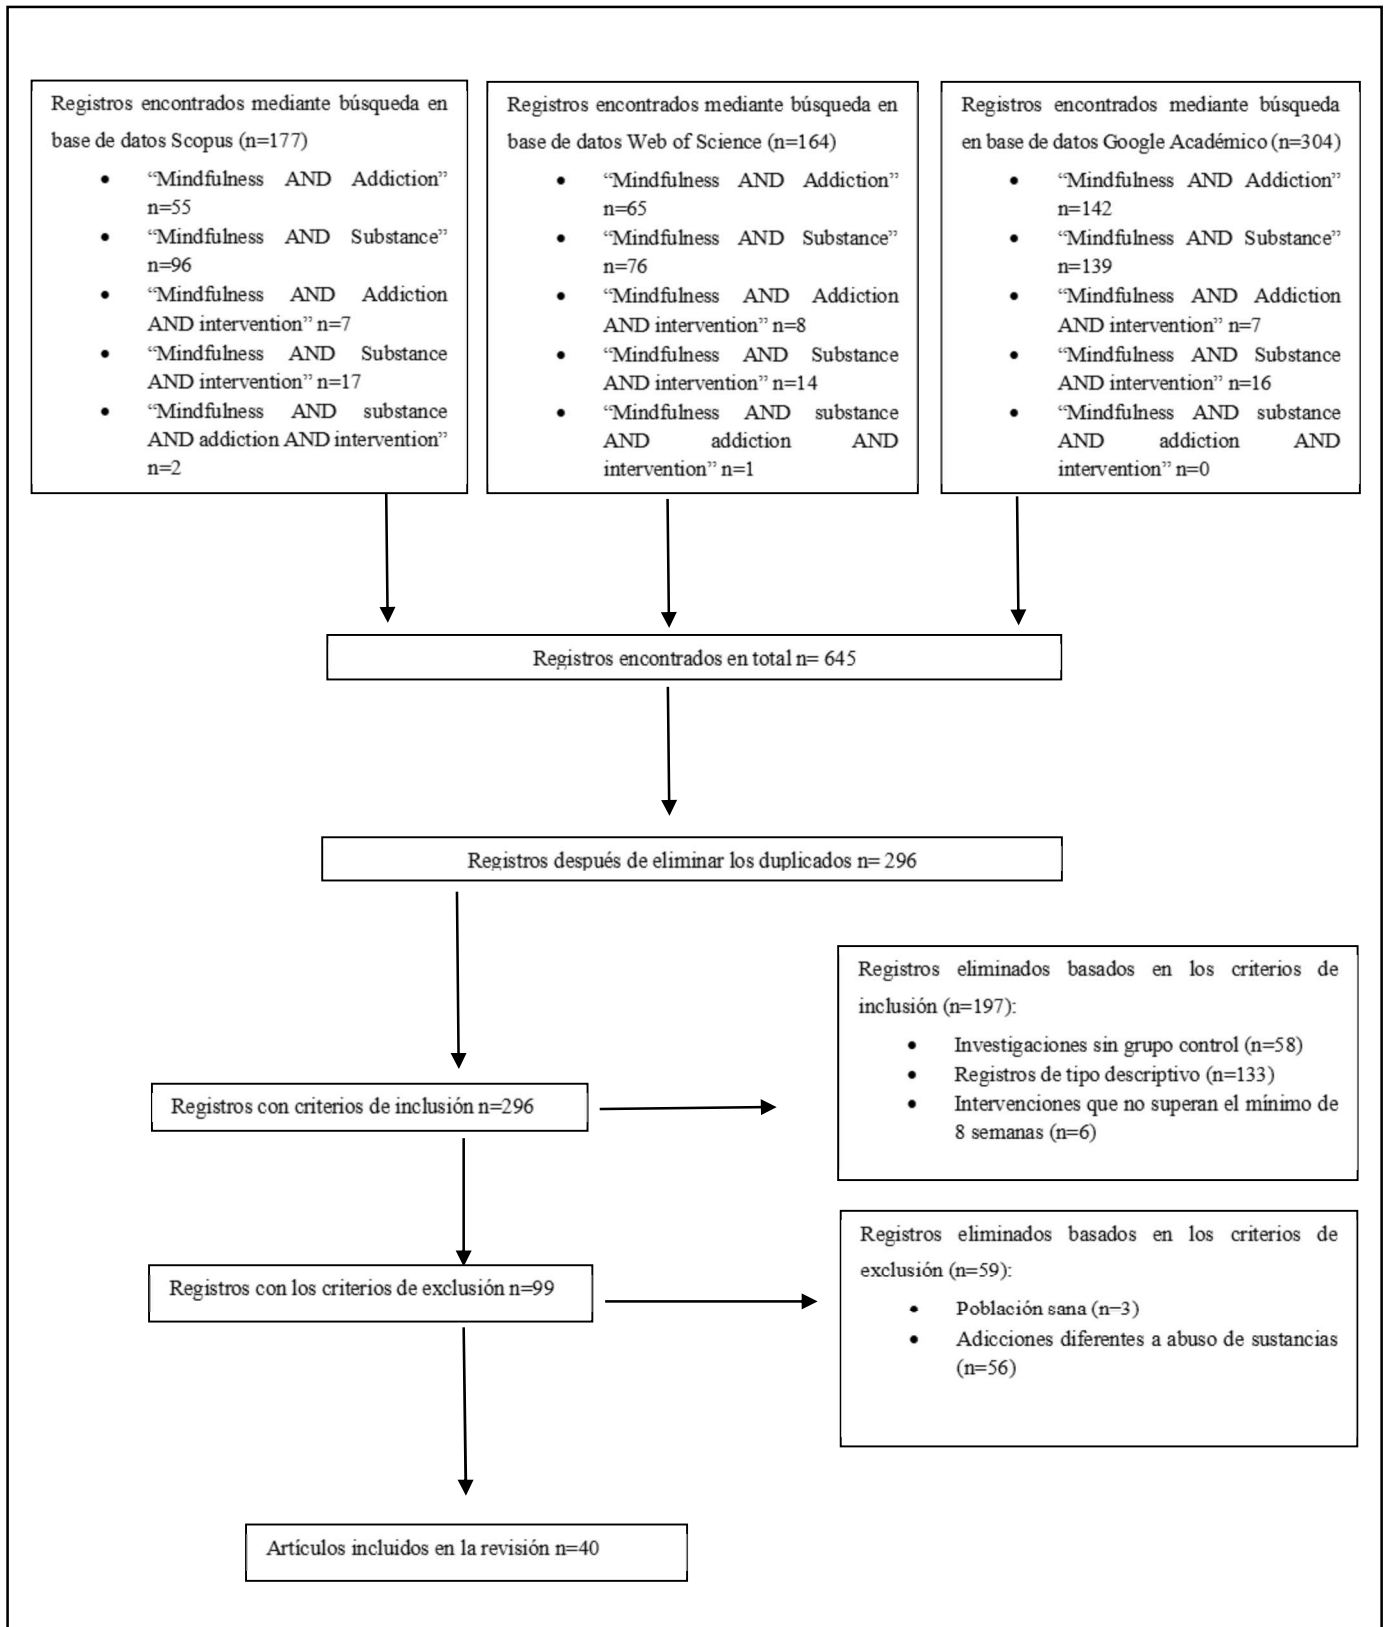 Registros encontrados mediante búsqueda en
base de datos Scopus (n=177)
• “Mindfulness AND Addiction”
n=55
• “Mindfulness AND Substance”
n=96
• “Mindfulness AND Addiction
AND intervention” n=7
• “Mindfulness AND Substance
AND intervention” n=17
• “Mindfulness AND substance
AND addiction AND intervention”
n=2
Registros encontrados mediante búsqueda en
base de datos Web of Science (n=164)
• “Mindfulness AND Addiction”
n=65
• “Mindfulness AND Substance”
n=76
• “Mindfulness AND Addiction
AND intervention” n=8
• “Mindfulness AND Substance
AND intervention” n=14
• “Mindfulness AND substance
AND addiction AND
intervention” n=1
Registros encontrados mediante búsqueda
en base de datos Google Académico (n=304)
• “Mindfulness AND Addiction”
n=142
• “Mindfulness AND Substance”
n=139
• “Mindfulness AND Addiction
AND intervention” n=7
• “Mindfulness AND Substance
AND intervention” n=16
• “Mindfulness AND substance
AND addiction AND
intervention” n=0
Registros encontrados en total n= 645
Registros después de eliminar los duplicados n= 296
Registros con criterios de inclusión n=296
Registros eliminados basados en los criterios de
inclusión (n=197):
• Investigaciones sin grupo control (n=58)
• Registros de tipo descriptivo (n=133)
• Intervenciones que no superan el mínimo de
8 semanas (n=6)
Registros con los criterios de exclusión n=99
Registros eliminados basados en los criterios de
exclusión (n=59):
• Población sana (n=3)
• Adicciones diferentes a abuso de sustancias
(n=56)
Artículos incluidos en la revisión n=40